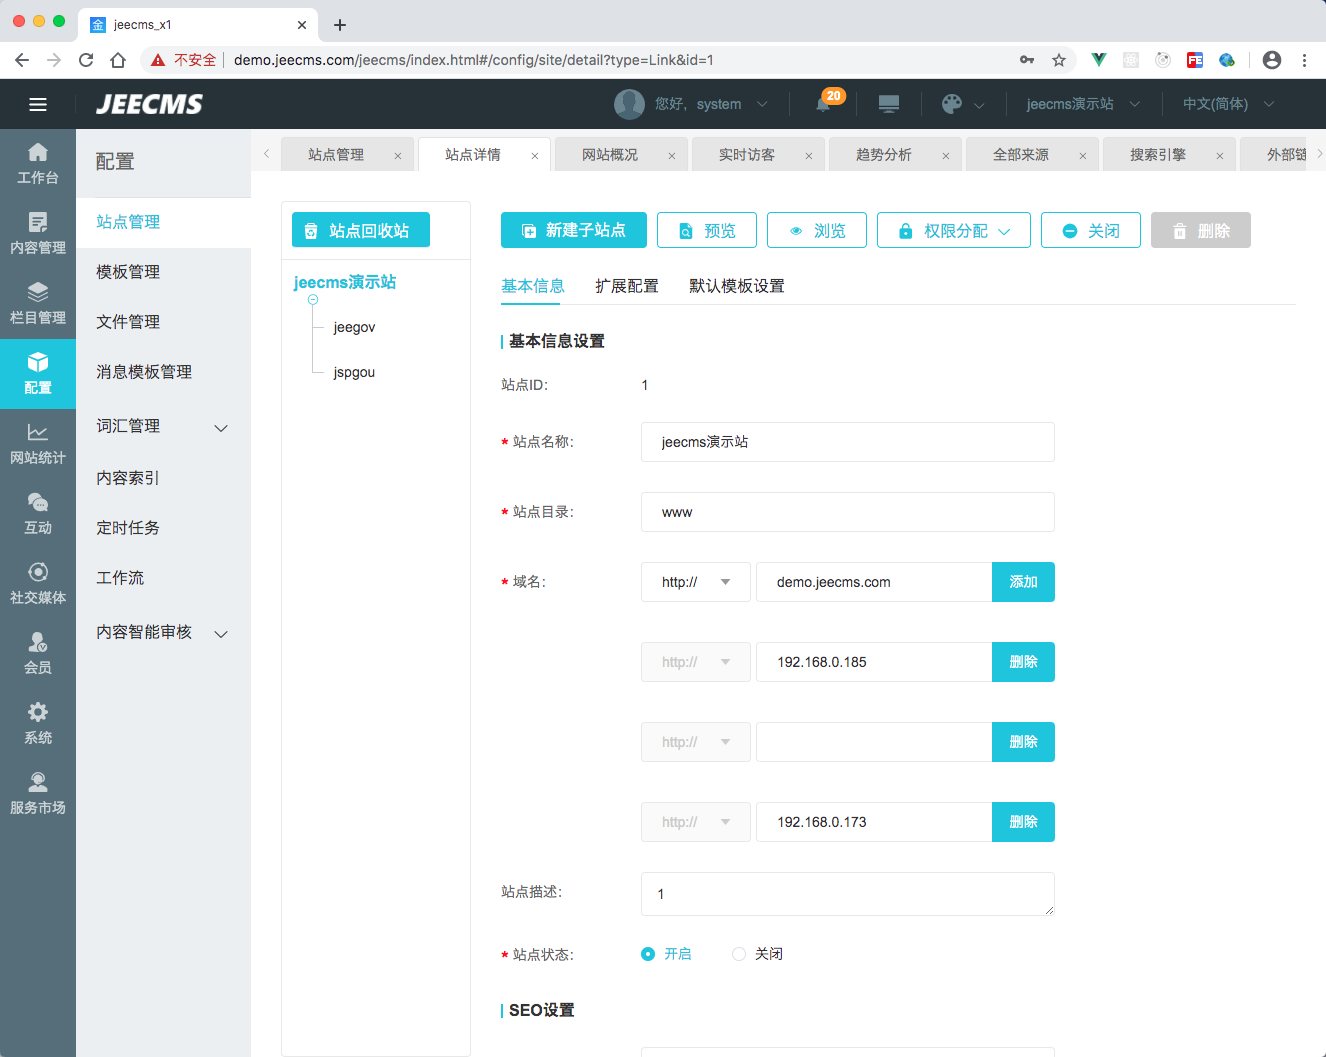 金 jeecms_x1
不安全 demo.jeecms.com/jeecms/index.html#/config/site/detail?type=Link&id=1
FE
JEECMS 您好，system 20 jeecms演示站 中文(简体)
工作台
内容管理
栏目管理
配置
网站统计
互动
社交媒体
会员
系统
服务市场
配置
站点管理
模板管理
文件管理
消息模板管理
词汇管理
内容索引
定时任务
工作流
内容智能审核
站点管理 站点详情 网站概况 实时访客 趋势分析 全部来源 搜索引擎 外部链
站点回收站
jeecms演示站
jeegov
jspgou
新建子站点 预览 浏览 权限分配 关闭 删除
基本信息 扩展配置 默认模板设置
基本信息设置
站点ID: 1
* 站点名称: jeecms演示站
* 站点目录: www
* 域名: http:// demo.jeecms.com 添加
http:// 192.168.0.185 删除
http:// 删除
http:// 192.168.0.173 删除
站点描述: 1
* 站点状态: 开启 关闭
SEO设置